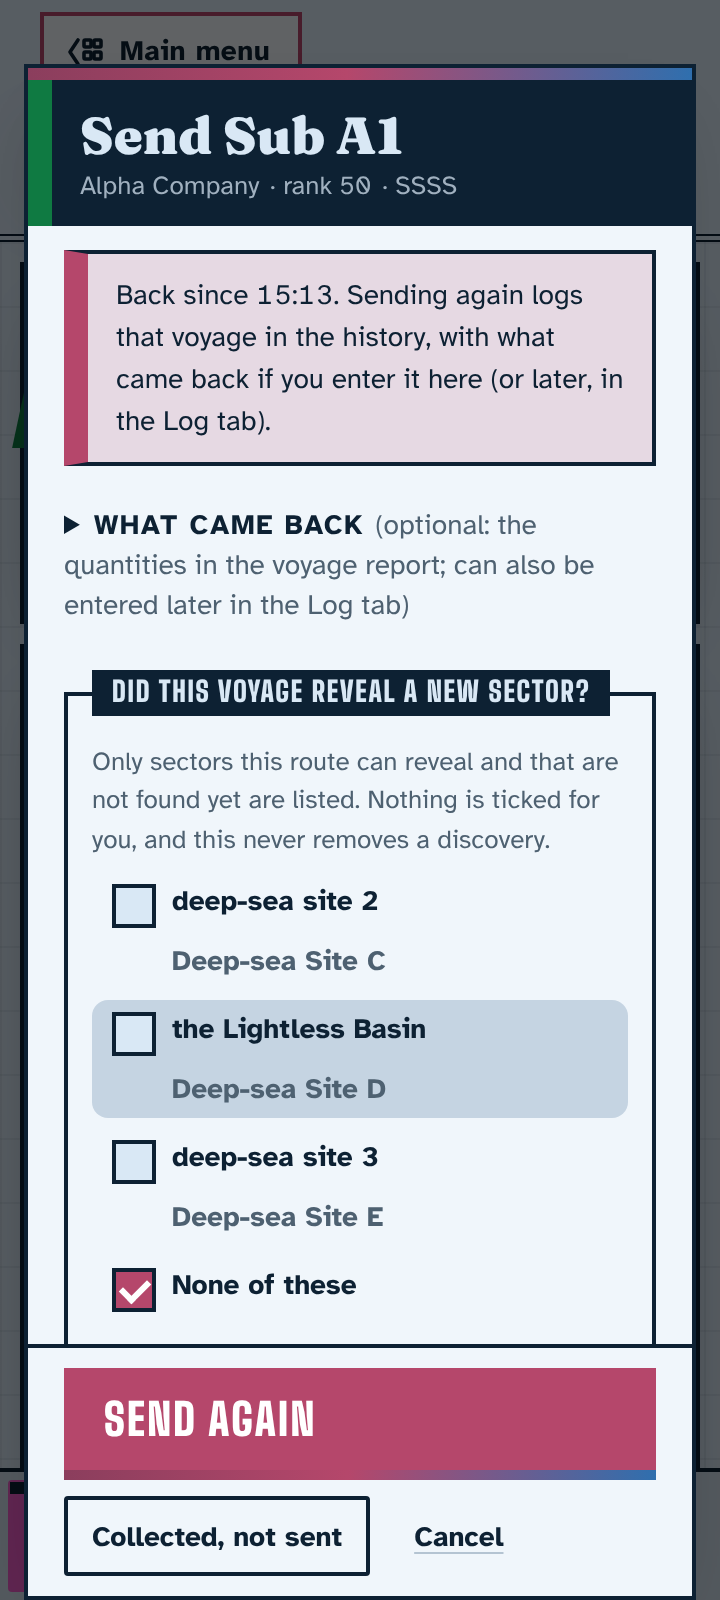 Main menu
Send Sub A1
Alpha Company · rank 50 · SSSS
Back since 15:13. Sending again logs
that voyage in the history, with what
came back if you enter it here (or later, in
the Log tab).
WHAT CAME BACK (optional: the
quantities in the voyage report; can also be
entered later in the Log tab)
DID THIS VOYAGE REVEAL A NEW SECTOR?
Only sectors this route can reveal and that are
not found yet are listed. Nothing is ticked for
you, and this never removes a discovery.
deep-sea site 2
Deep-sea Site C
the Lightless Basin
Deep-sea Site D
deep-sea site 3
Deep-sea Site E
None of these
SEND AGAIN
Collected, not sent
Cancel